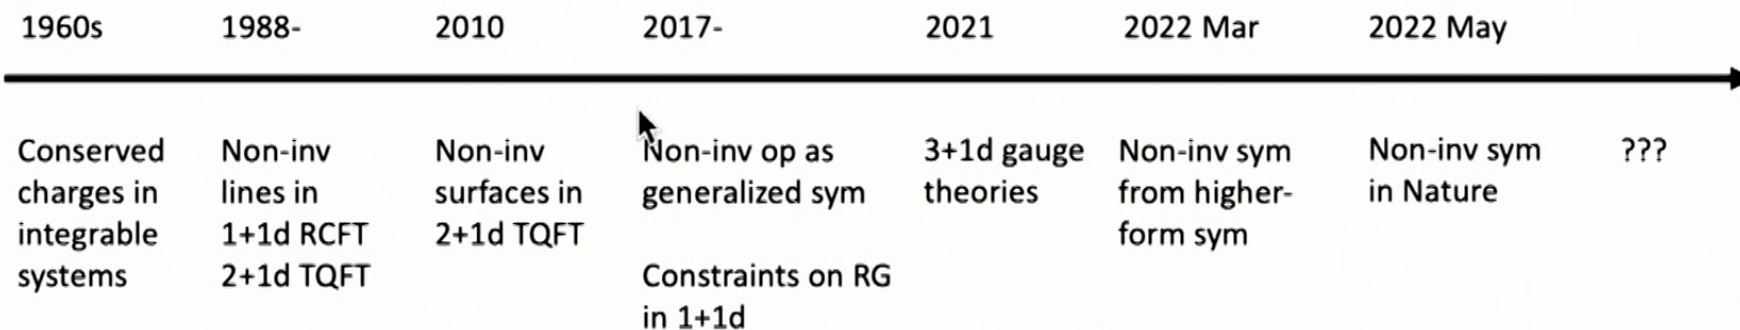 1960s
1988-
2010
2017-
2021
2022 Mar
2022 May
Conserved
charges in
integrable
systems
Non-inv
lines in
1+1d RCFT
2+1d TQFT
Non-inv
surfaces in
2+1d TQFT
Non-inv op as
generalized sym
Constraints on RG
in 1+1d
3+1d gauge
theories
Non-inv sym
from higher-
form sym
Non-inv sym
in Nature
???